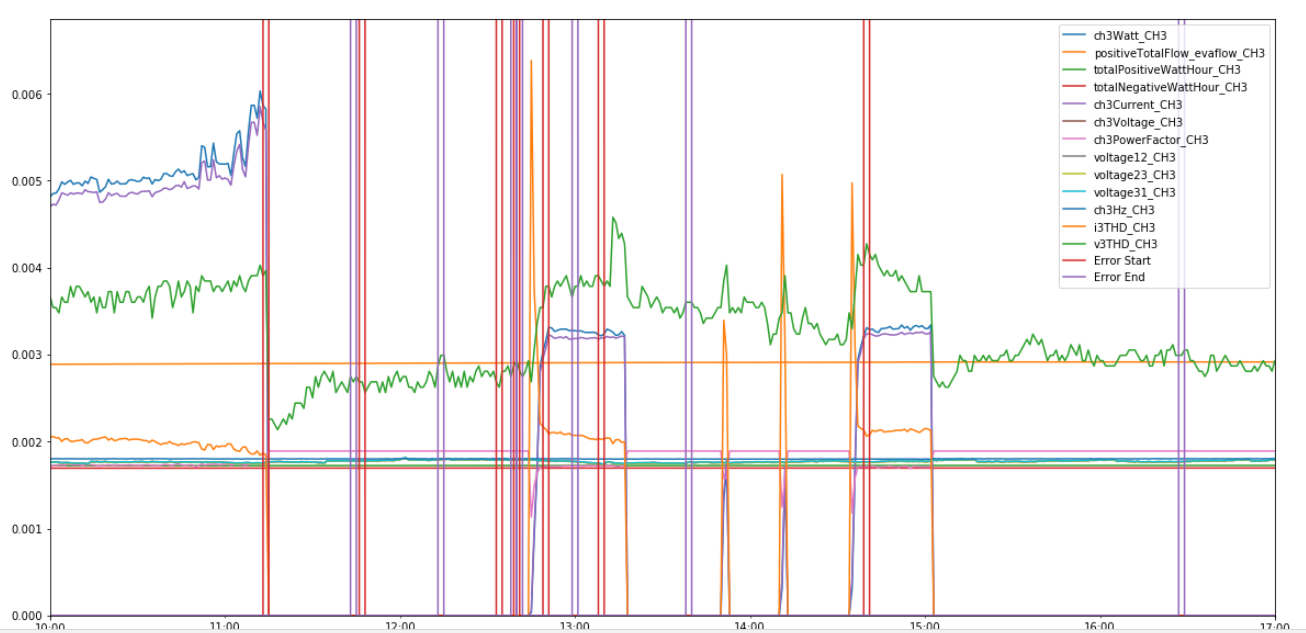 ch3Watt_CH3
positiveTotalFlow_evaflow_CH3
totalPositiveWattHour_CH3
totalNegativeWattHour_CH3
ch3Current_CH3
ch3Voltage_CH3
ch3PowerFactor_CH3
voltage12_CH3
voltage23_CH3
voltage31_CH3
ch3Hz_CH3
i3THD_CH3
v3THD_CH3
Error Start
Error End
0.006
0.005
0.004
0.003
0.002
0.001
0.000
10:00 11:00 12:00 13:00 14:00 15:00 16:00 17:00